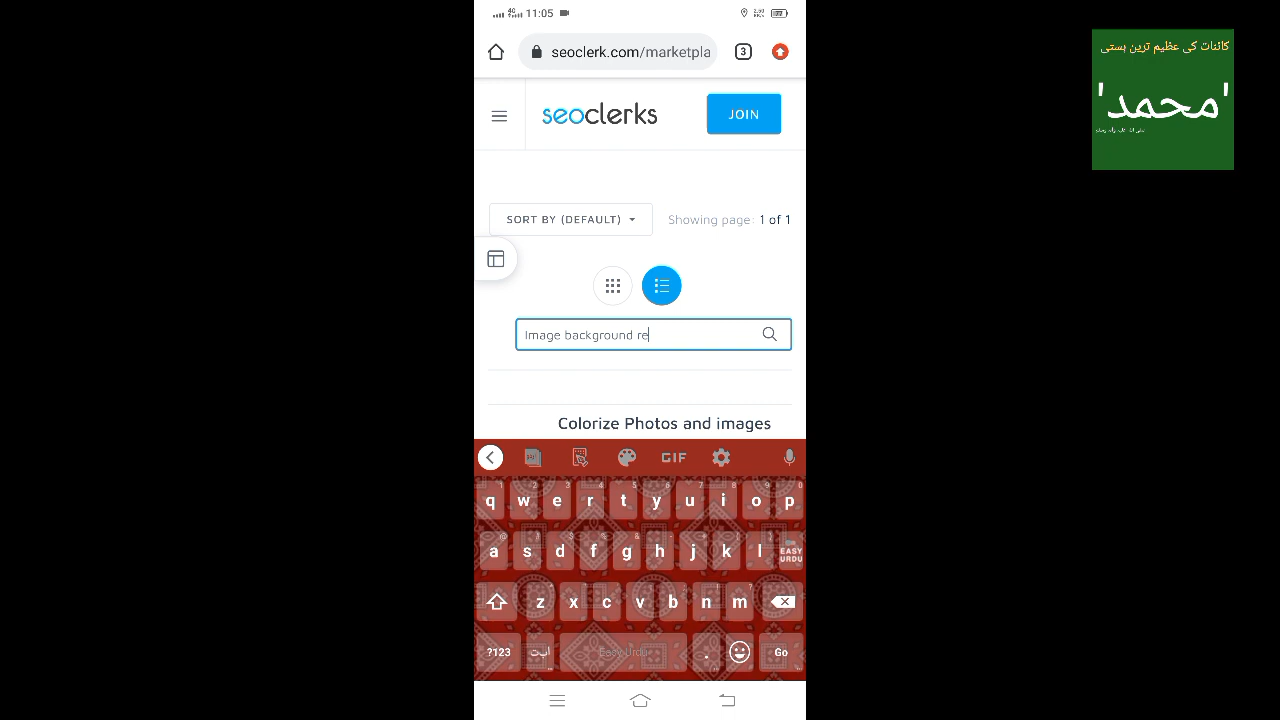 11:05
seoclerk.com/marketpla
3
seoclerks
JOIN
SORT BY (DEFAULT)
Showing page: 1 of 1
Image background re
Colorize Photos and images
GIF
q w e r t y u i o p
a s d f g h j k l EASY URDU
z x c v b n m
?123 Easy Urdu . Go
کائنات کی عظیم ترین ہستی
'محمد'